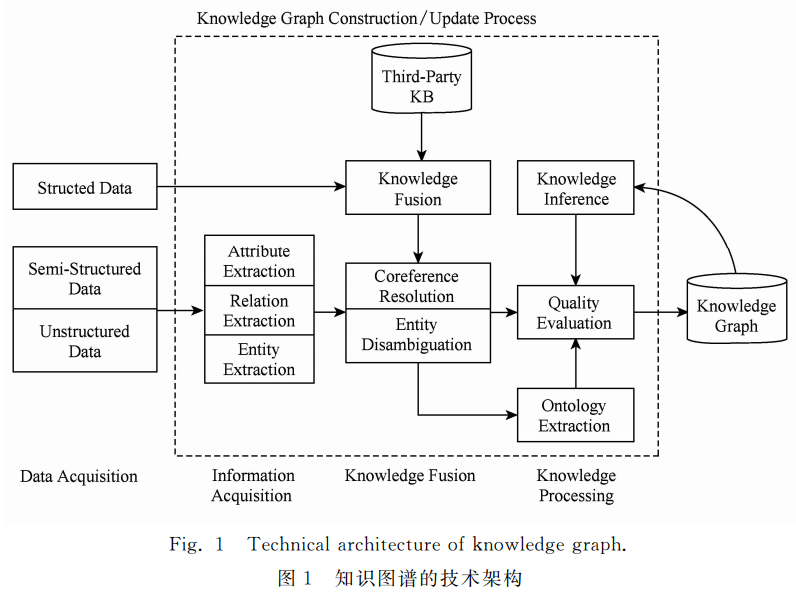 Knowledge Graph Construction/Update Process
Third-Party
KB
Structed Data
Knowledge
Fusion
Knowledge
Inference
Semi-Structured
Data
Unstructured
Data
Attribute
Extraction
Relation
Extraction
Entity
Extraction
Coreference
Resolution
Entity
Disambiguation
Quality
Evaluation
Knowledge
Graph
Ontology
Extraction
Data Acquisition
Information
Acquisition
Knowledge Fusion
Knowledge
Processing
Fig. 1 Technical architecture of knowledge graph.
图 1 知识图谱的技术架构